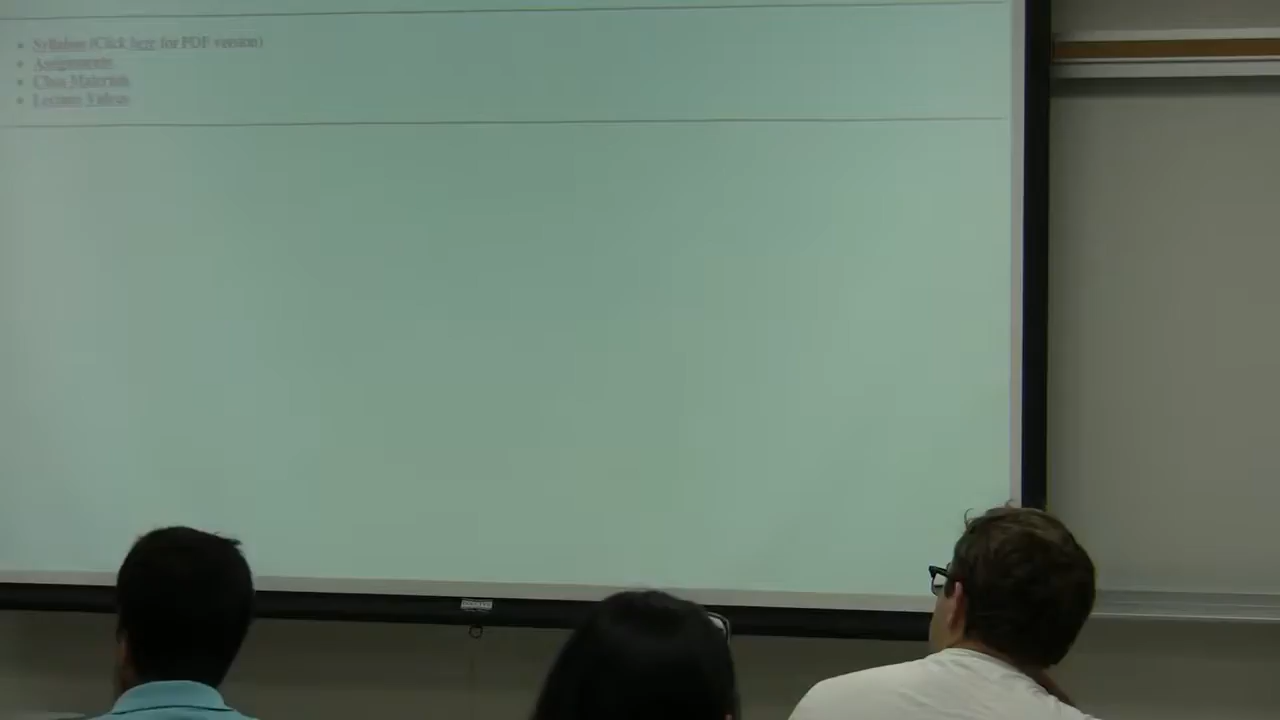 Syllabus (Click here for PDF version)
Assignments
Class Materials
Lecture Videos